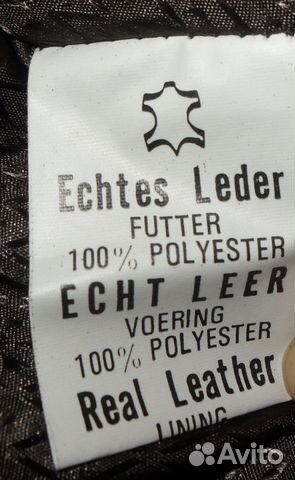 Echtes Leder
FUTTER
100% POLYESTER
ECHT LEER
VOERING
100% POLYESTER
Real Leather
LINING
Avito